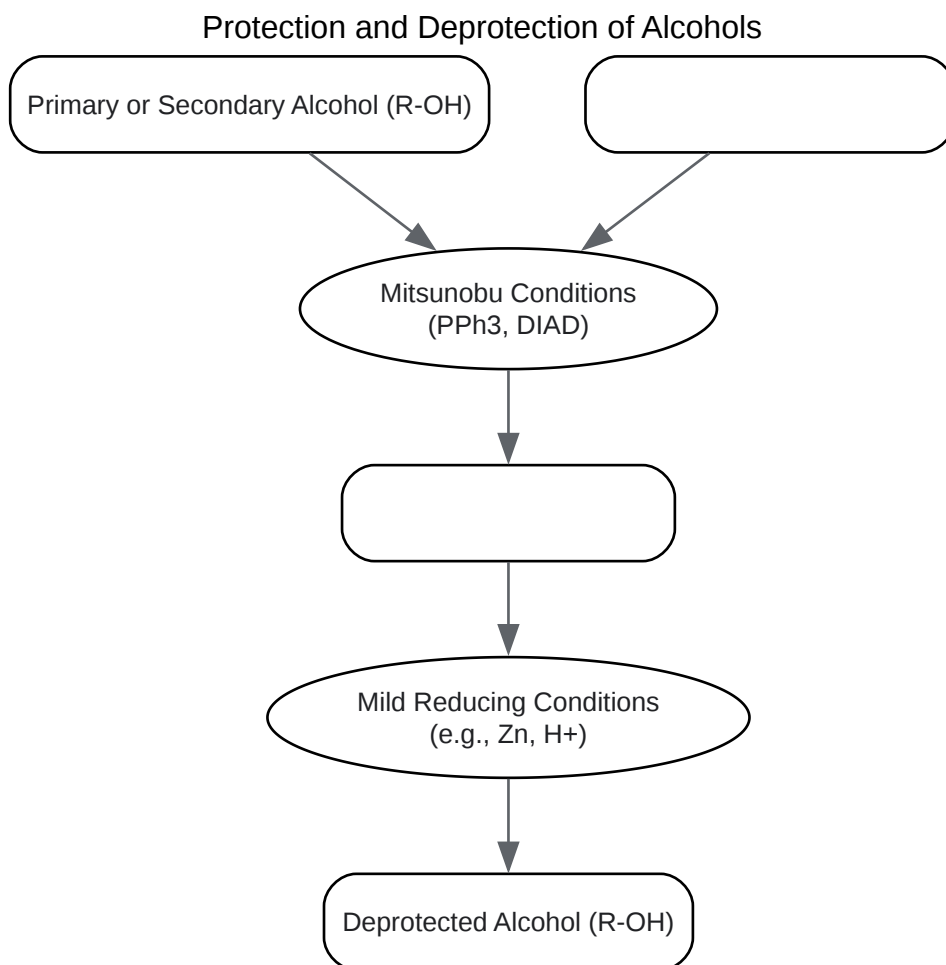 Protection and Deprotection of Alcohols
Primary or Secondary Alcohol (R-OH)
Mitsunobu Conditions
(PPh3, DIAD)
Mild Reducing Conditions
(e.g., Zn, H+)
Deprotected Alcohol (R-OH)